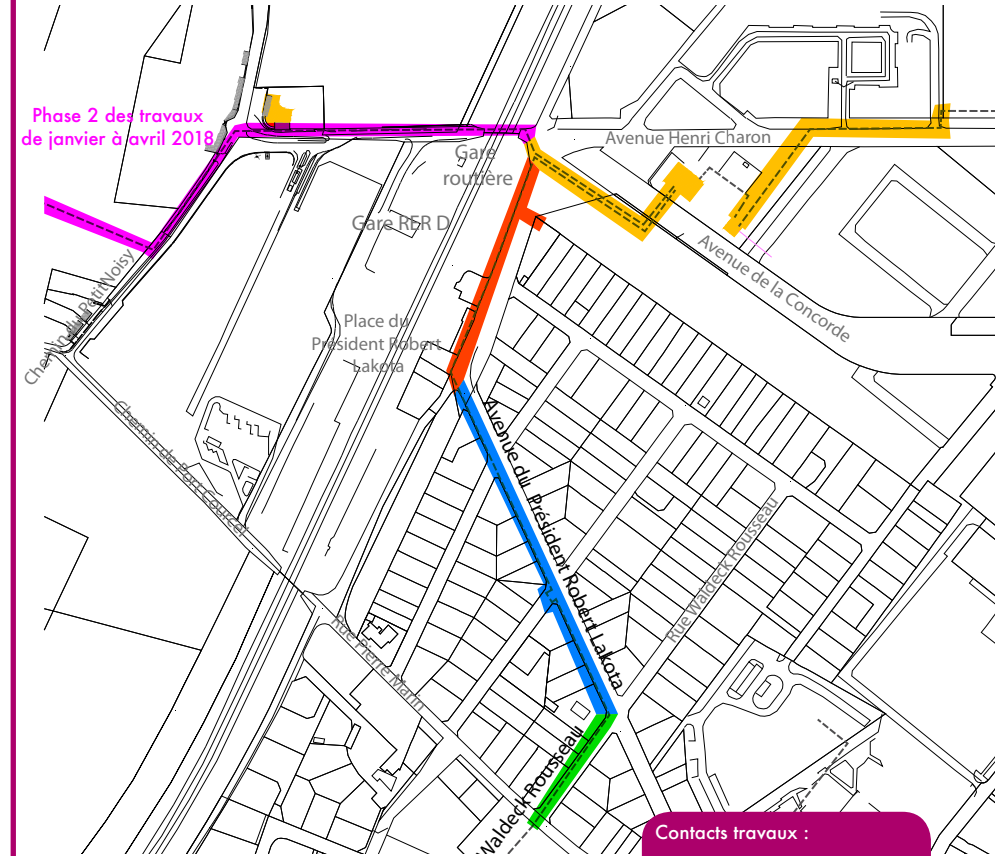 Phase 2 des travaux
de janvier à avril 2018
Avenue Henri Charon
Gare
routière
Gare RER D
Avenue de la Concorde
Chemin du Petit Noisy
Place du
Président Robert
Lakota
Chemin de Port Courcel
Avenue du Président Robert Lakota
Rue Waldeck Rousseau
Rue Pierre Marin
Waldeck Rousseau
Contacts travaux :